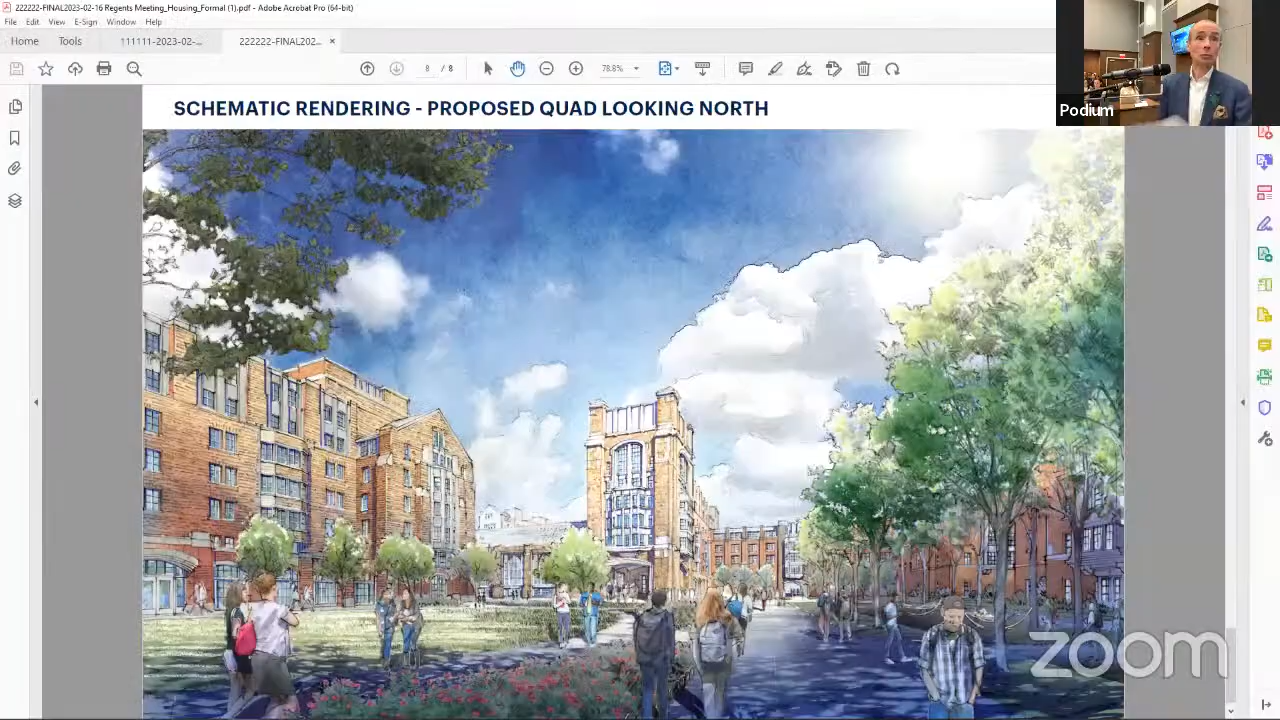 222222-FINAL2023-02-16 Regents Meeting_Housing_Formal (1).pdf - Adobe Acrobat Pro (64-bit)
File Edit View E-Sign Window Help
Home Tools 111111-2023-02-... 222222-FINAL202... ×
8 / 8 78.8%
SCHEMATIC RENDERING - PROPOSED QUAD LOOKING NORTH
Podium
zoom